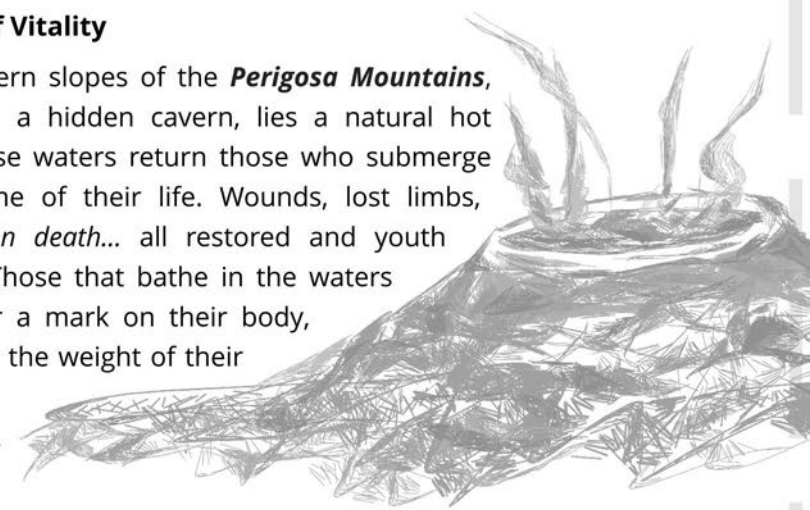 f Vitality
ern slopes of the Perigosa Mountains,
a hidden cavern, lies a natural hot
se waters return those who submerge
ne of their life. Wounds, lost limbs,
n death... all restored and youth
Those that bathe in the waters
r a mark on their body,
the weight of their